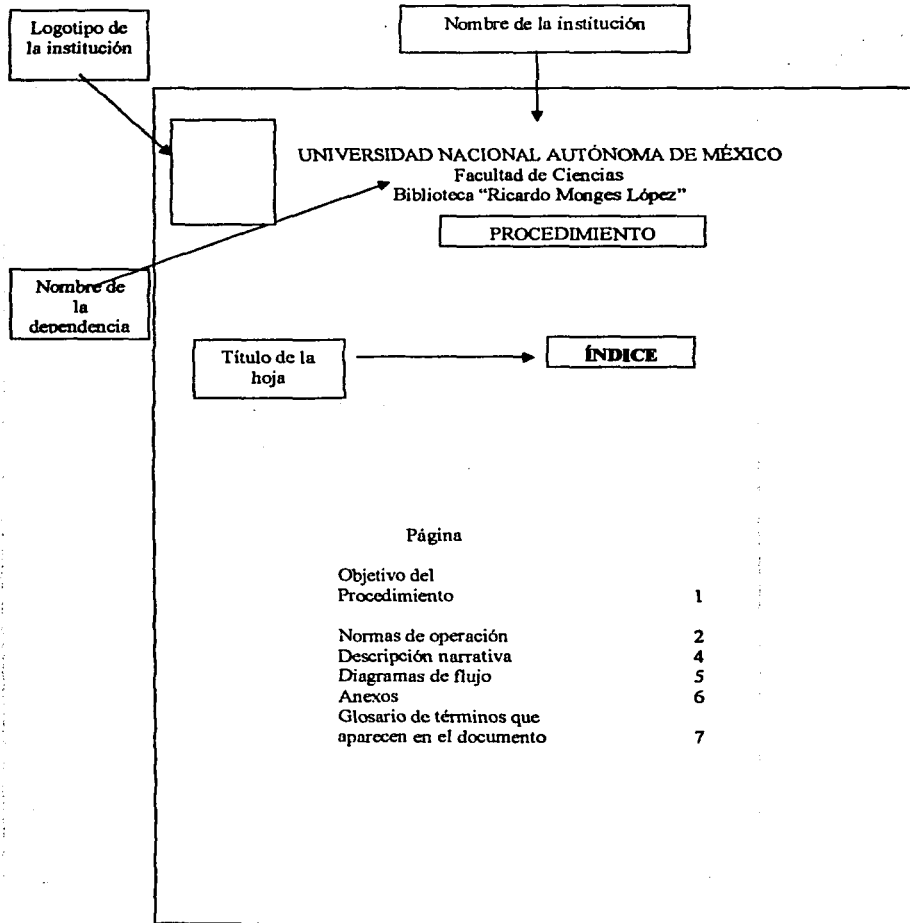 Logotipo de
la institución
Nombre de la institución
UNIVERSIDAD NACIONAL AUTÓNOMA DE MÉXICO
Facultad de Ciencias
Biblioteca “Ricardo Monges López”
PROCEDIMIENTO
Nombre de
la
dependencia
Título de la
hoja
ÍNDICE
Página
Objetivo del
Procedimiento 1
Normas de operación 2
Descripción narrativa 4
Diagramas de flujo 5
Anexos 6
Glosario de términos que
aparecen en el documento 7